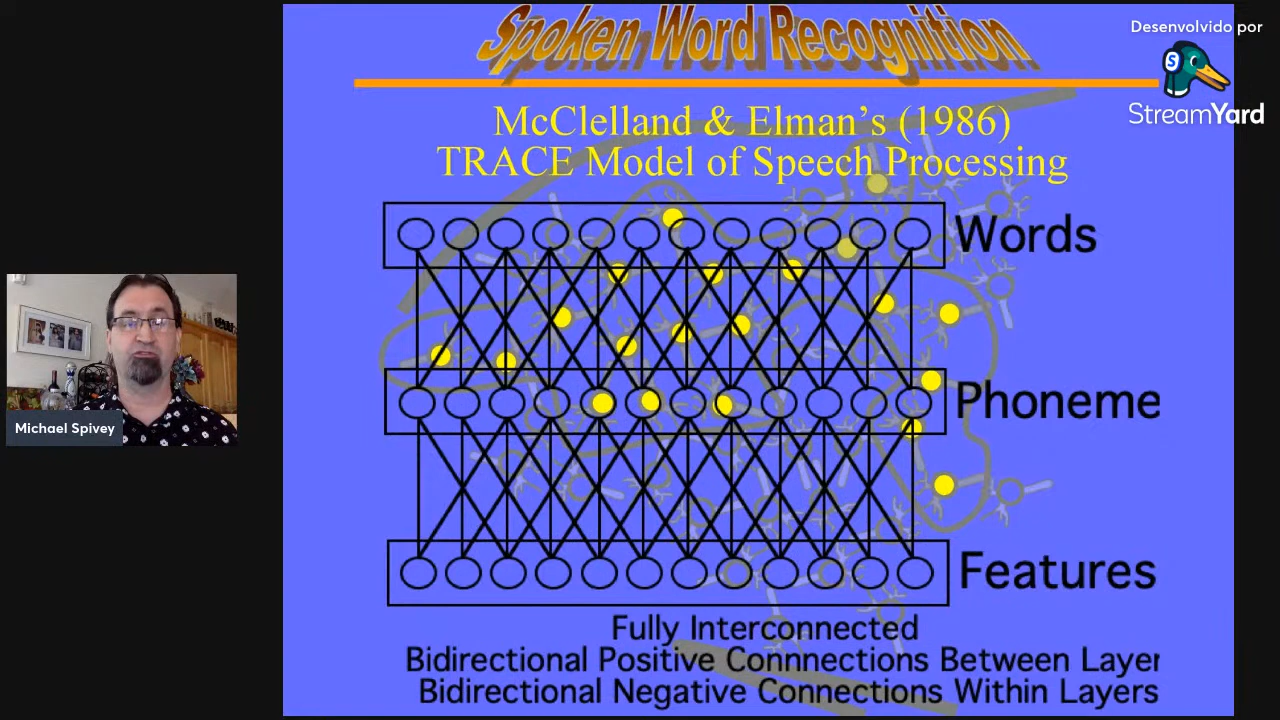 Spoken Word Recognition
Desenvolvido por
StreamYard
McClelland & Elman's (1986)
TRACE Model of Speech Processing
Words
Phoneme
Features
Michael Spivey
Fully Interconnected
Bidirectional Positive Connnections Between Layer
Bidirectional Negative Connections Within Layers